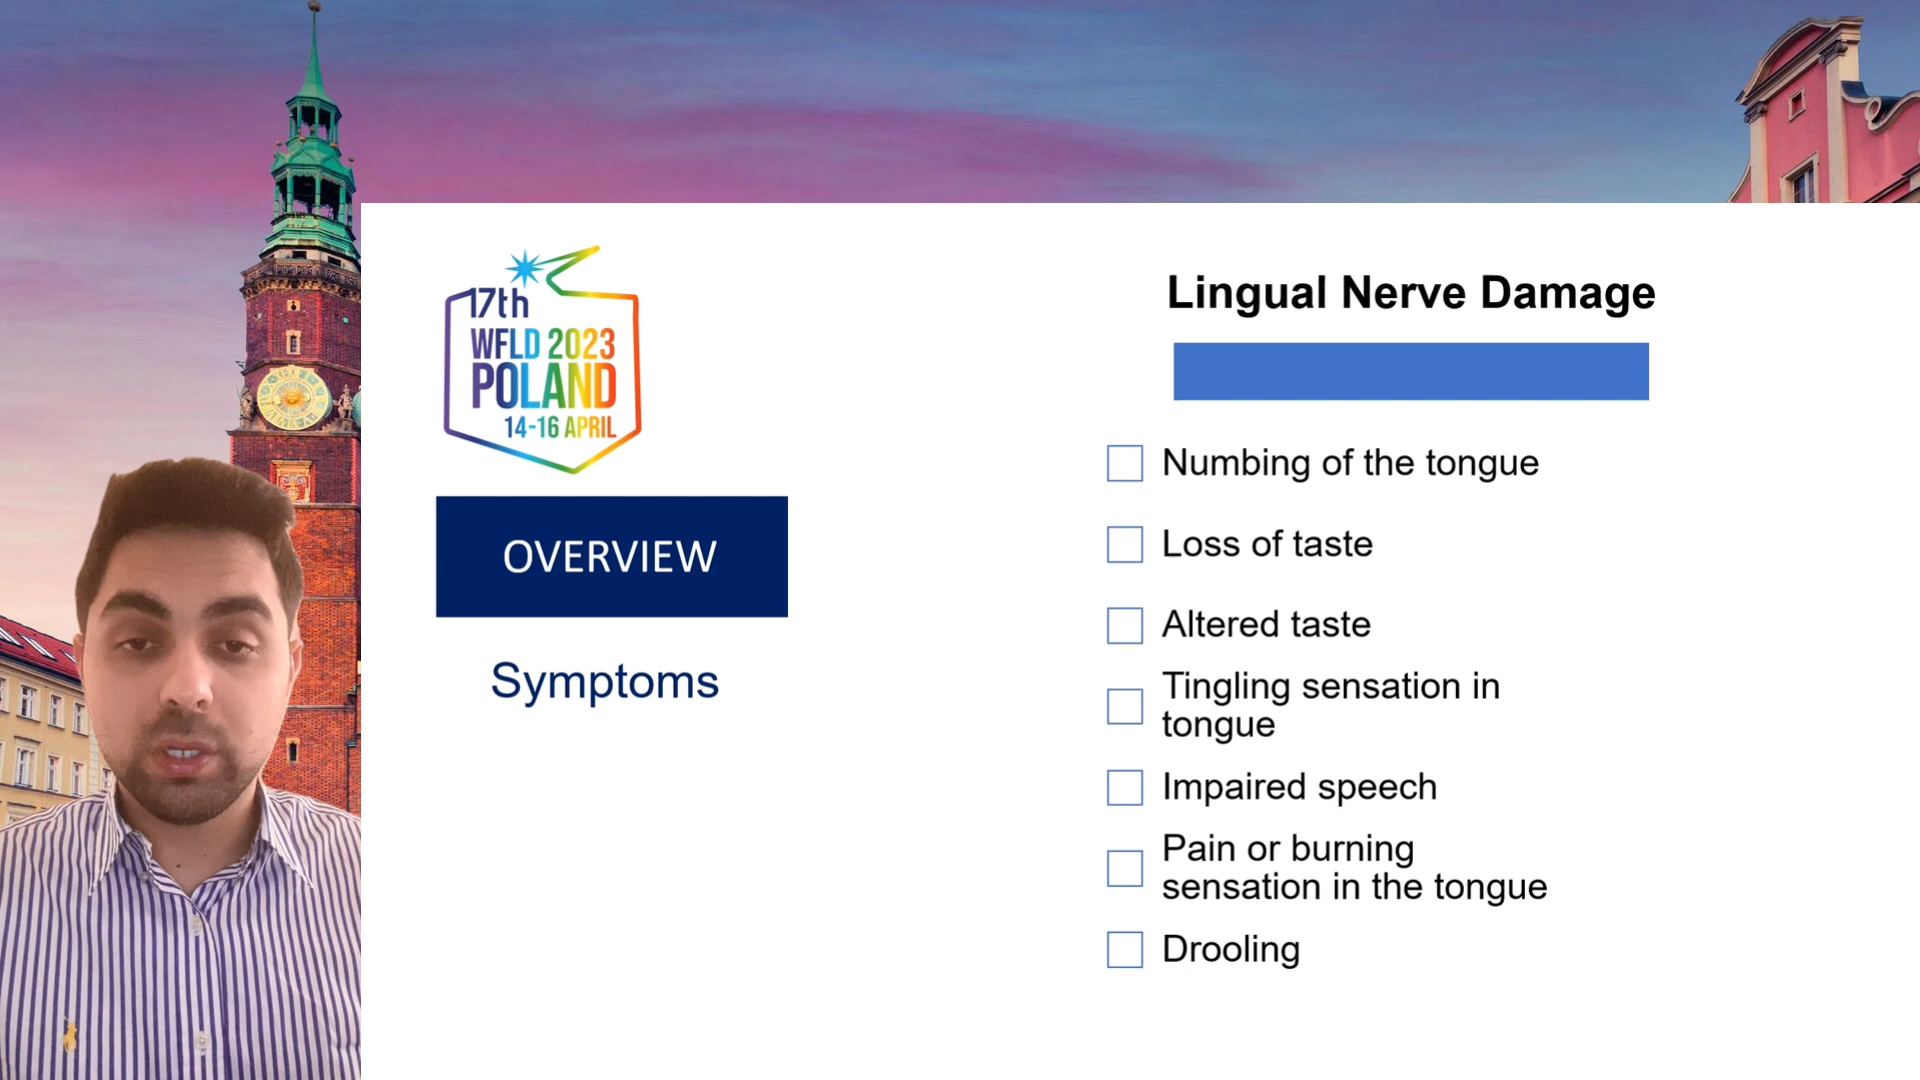 17th
WFLD 2023
POLAND
14-16 APRIL
OVERVIEW
Symptoms
Lingual Nerve Damage
Numbing of the tongue
Loss of taste
Altered taste
Tingling sensation in
tongue
Impaired speech
Pain or burning
sensation in the tongue
Drooling